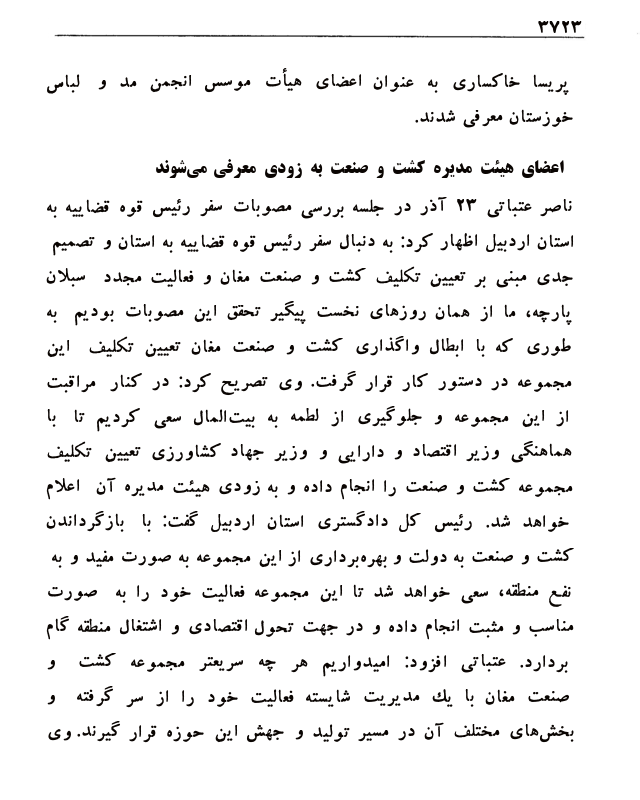 ۳۷۲۳
پریسا خاکساری به عنوان اعضای هیأت موسس انجمن مد و لباس
خوزستان معرفی شدند.
اعضای هیئت مدیره کشت و صنعت به زودی معرفی می‌شوند
ناصر عتباتی ۲۳ آذر در جلسه بررسی مصوبات سفر رئیس قوه قضاییه به
استان اردبیل اظهار کرد: به دنبال سفر رئیس قوه قضاییه به استان و تصمیم
جدی مبنی بر تعیین تکلیف کشت و صنعت مغان و فعالیت مجدد سبلان
پارچه، ما از همان روزهای نخست پیگیر تحقق این مصوبات بودیم به
طوری که با ابطال واگذاری کشت و صنعت مغان تعیین تکلیف این
مجموعه در دستور کار قرار گرفت. وی تصریح کرد: در کنار مراقبت
از این مجموعه و جلوگیری از لطمه به بیت‌المال سعی کردیم تا با
هماهنگی وزیر اقتصاد و دارایی و وزیر جهاد کشاورزی تعیین تکلیف
مجموعه کشت و صنعت را انجام داده و به زودی هیئت مدیره آن اعلام
خواهد شد. رئیس کل دادگستری استان اردبیل گفت: با بازگرداندن
کشت و صنعت به دولت و بهره‌برداری از این مجموعه به صورت مفید و به
نفع منطقه، سعی خواهد شد تا این مجموعه فعالیت خود را به صورت
مناسب و مثبت انجام داده و در جهت تحول اقتصادی و اشتغال منطقه گام
بردارد. عتباتی افزود: امیدواریم هر چه سریعتر مجموعه کشت و
صنعت مغان با یك مدیریت شایسته فعالیت خود را از سر گرفته و
بخش‌های مختلف آن در مسیر تولید و جهش این حوزه قرار گیرند. وی